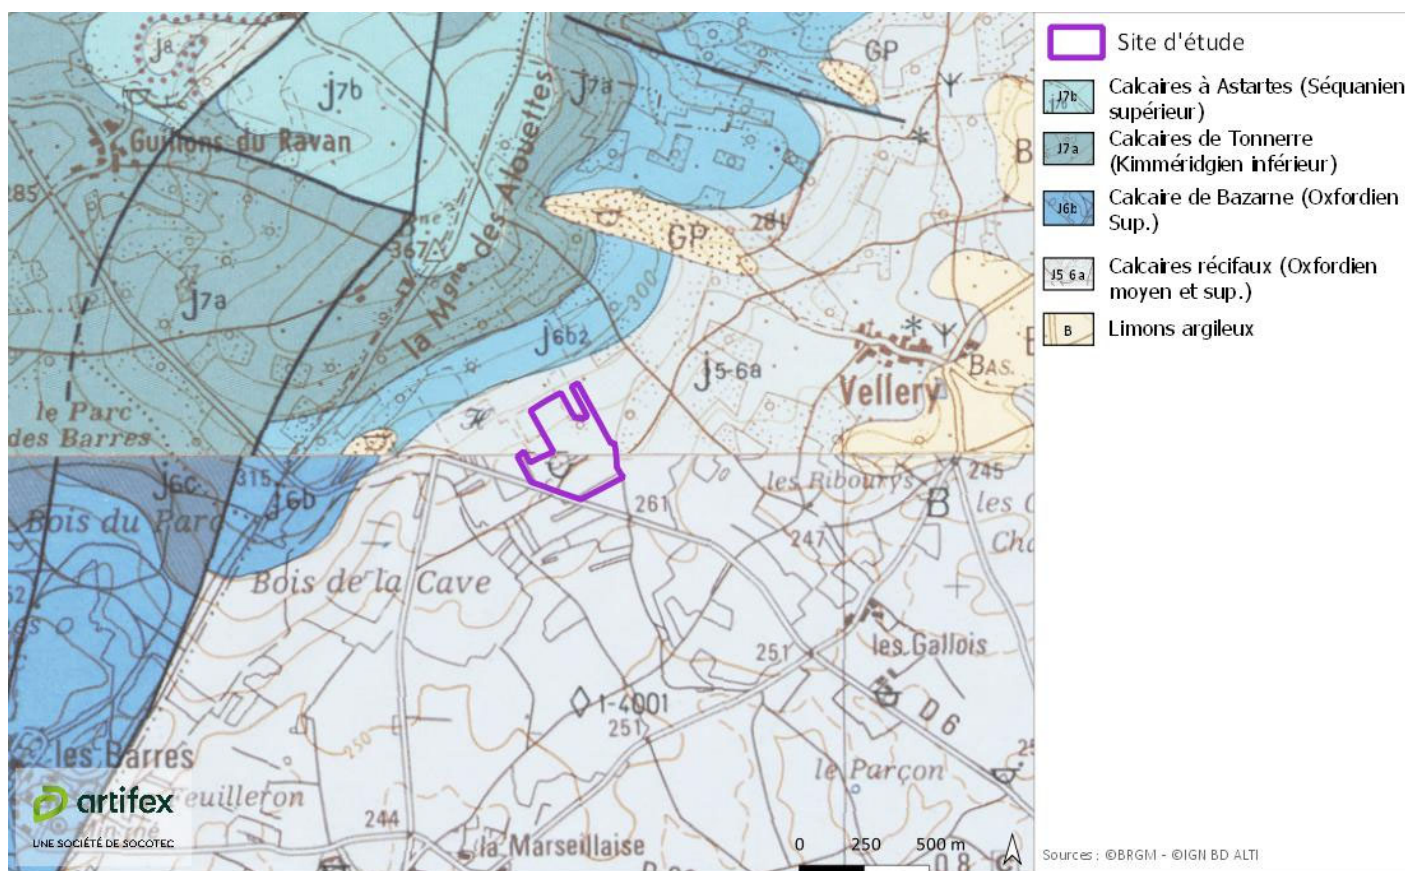 j8
j7b
j7a
GP
B
Guillons du Ravan
285
367
la Mgne des Alouettes
GP
281
j7a
300
j6b2
j5-6a
Vellery
BAS.
le Parc
des Barres
j6c
315
j6b
Bois du Parc
Bois de la Cave
261
les Ribourys
245
B
247
251
les Gallois
1-4001
251
D 6
les Barres
Feuilleron
le Parçon
250
244
la Marseillaise
D 8
artifex
UNE SOCIÉTÉ DE SOCOTEC
0 250 500 m
Site d'étude
J7b
Calcaires à Astartes (Séquanien
supérieur)
J7a
Calcaires de Tonnerre
(Kimméridgien inférieur)
J6b
Calcaire de Bazarne (Oxfordien
Sup.)
J5 6a
Calcaires récifaux (Oxfordien
moyen et sup.)
B
Limons argileux
Sources : ©BRGM - ©IGN BD ALTI